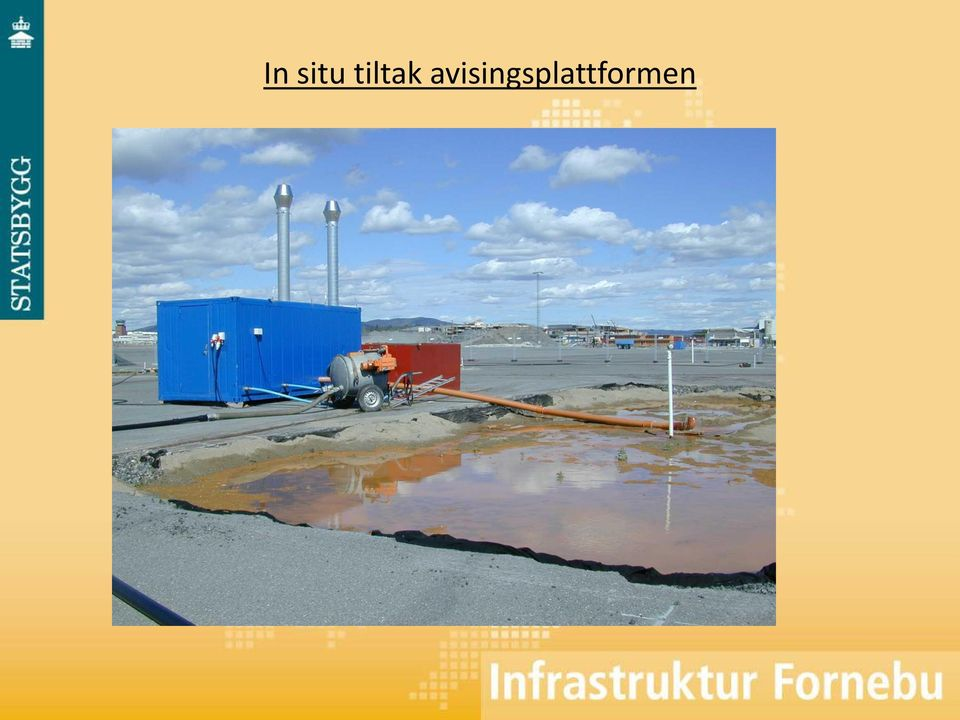 In situ tiltak avisingsplattformen
STATSBYGG
Infrastruktur Fornebu